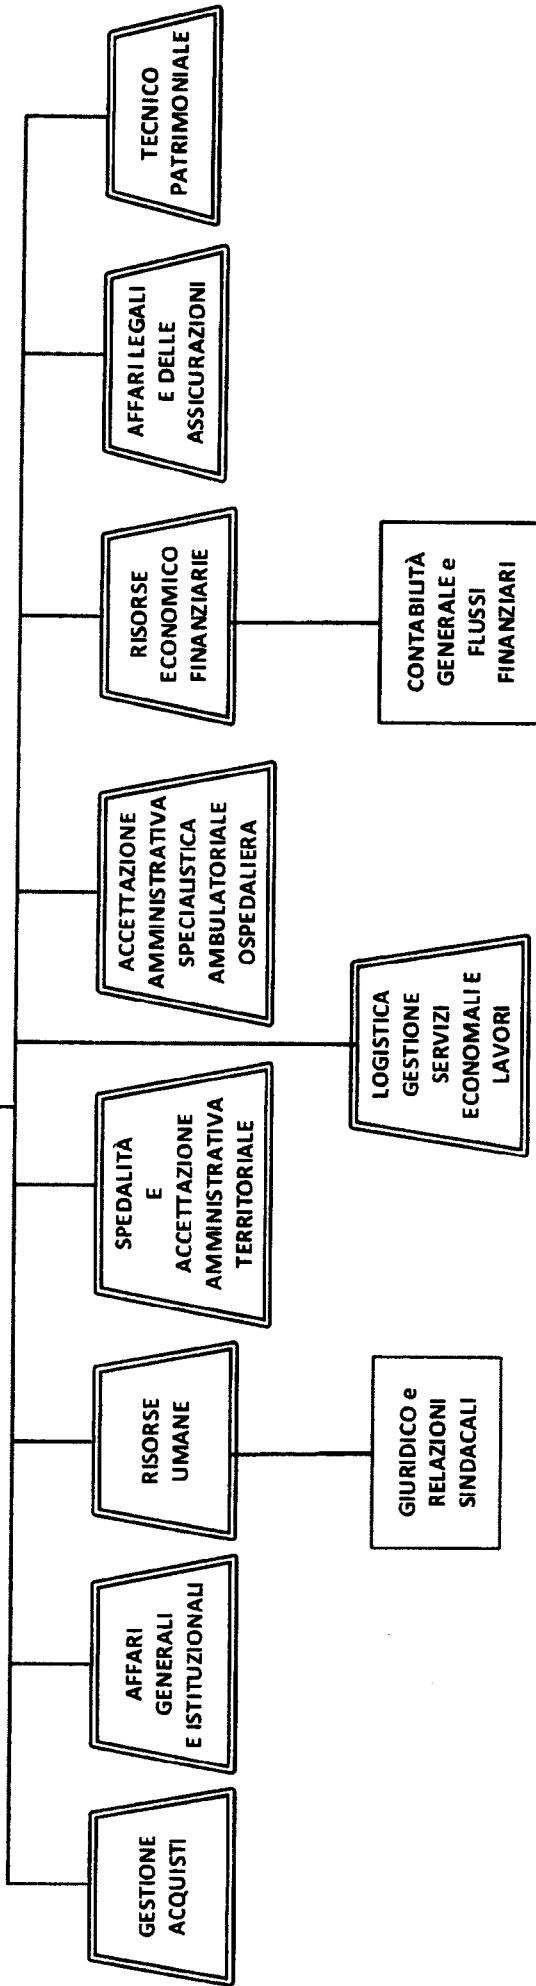 GESTIONE
ACQUISTI
AFFARI
GENERALI
E ISTITUZIONALI
RISORSE
UMANE
SPEDALITÀ
E
ACCETTAZIONE
AMMINISTRATIVA
TERRITORIALE
ACCETTAZIONE
AMMINISTRATIVA
SPECIALISTICA
AMBULATORIALE
OSPEDALIERA
RISORSE
ECONOMICO
FINANZIARIE
AFFARI LEGALI
E DELLE
ASSICURAZIONI
TECNICO
PATRIMONIALE
GIURIDICO e
RELAZIONI
SINDACALI
LOGISTICA
GESTIONE
SERVIZI
ECONOMALI E
LAVORI
CONTABILITÀ
GENERALE e
FLUSSI
FINANZIARI